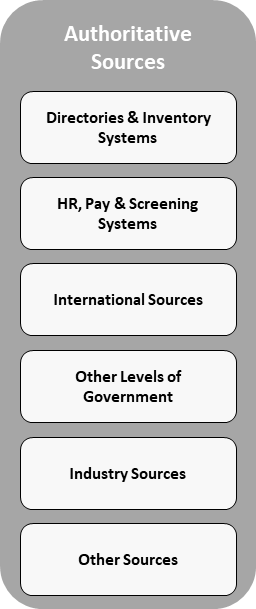 Authoritative
Sources
Directories & Inventory
Systems
HR, Pay & Screening
Systems
International Sources
Other Levels of
Government
Industry Sources
Other Sources